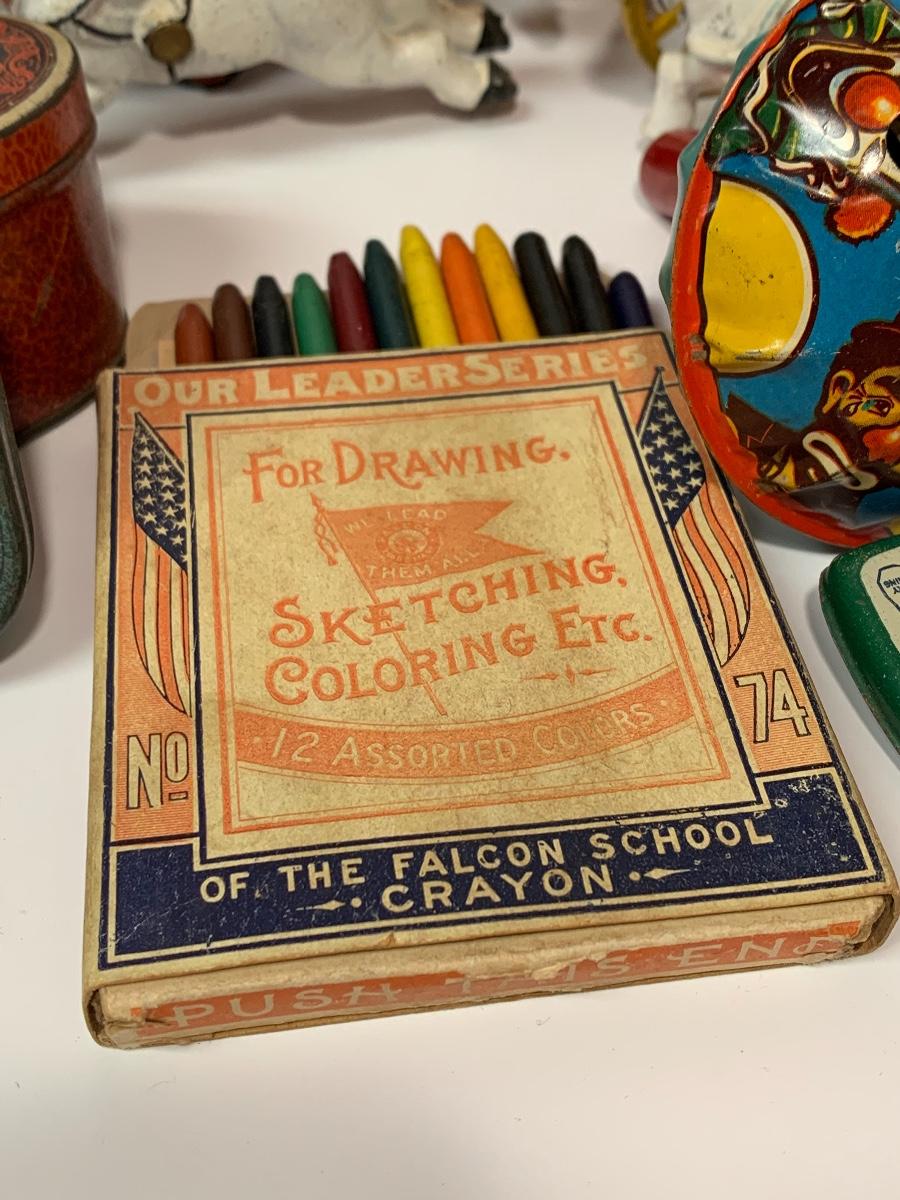 OUR LEADER SERIES
FOR DRAWING,
WE LEAD
THEM ALL
SKETCHING,
COLORING ETC.
12 ASSORTED COLORS
No 74
OF THE FALCON SCHOOL
CRAYON
PUSH THIS END